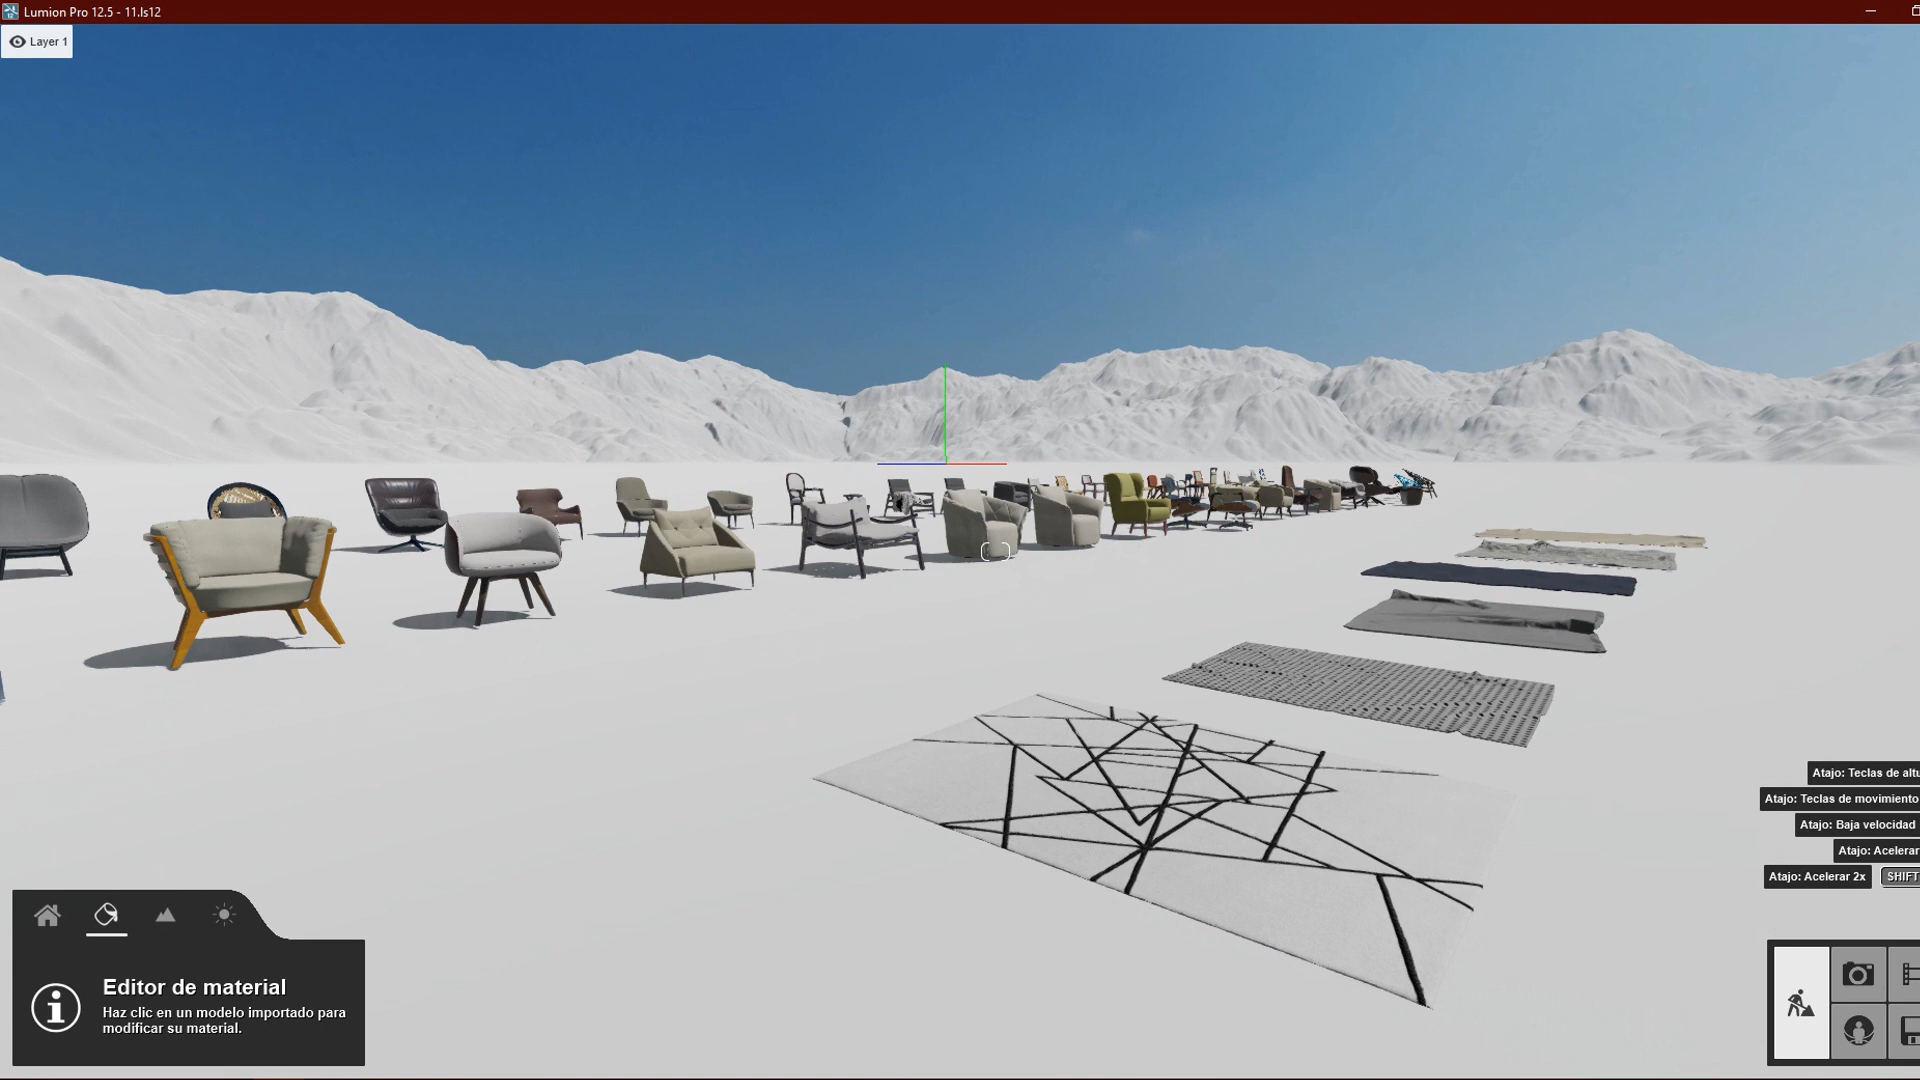 Lumion Pro 12.5 - 11.ls12
Layer 1
Atajo: Teclas de altu
Atajo: Teclas de movimiento
Atajo: Baja velocidad
Atajo: Acelerar
Atajo: Acelerar 2x SHIFT
Editor de material
Haz clic en un modelo importado para
modificar su material.